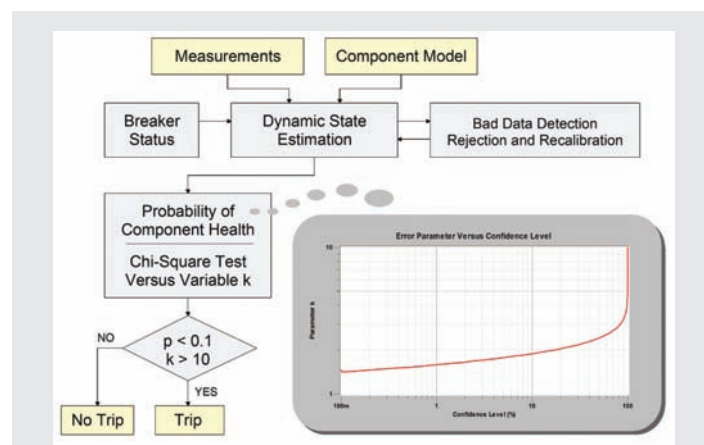 Measurements
Component Model
Breaker
Status
Dynamic State
Estimation
Bad Data Detection
Rejection and Recalibration
Probability of
Component Health
Chi-Square Test
Versus Variable k
NO
p < 0.1
k > 10
YES
No Trip
Trip
Error Parameter Versus Confidence Level
10
Parameter k
1
100m
1
10
100
Confidence Level (%)